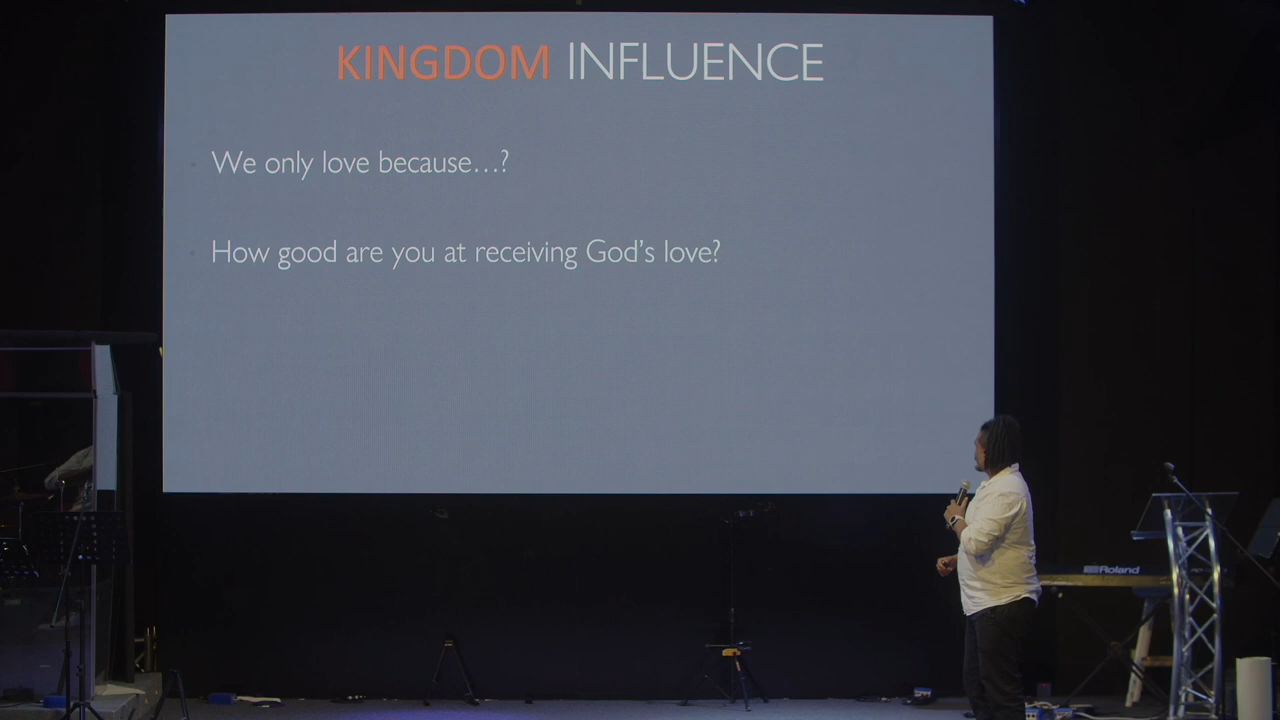 KINGDOM INFLUENCE
We only love because...?
How good are you at receiving God's love?
Roland